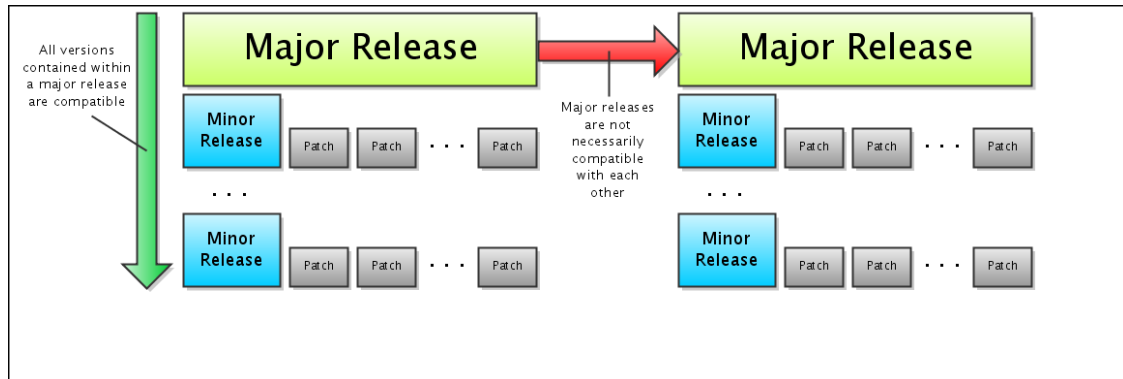 All versions
contained within
a major release
are compatible
Major Release
Major releases
are not
necessarily
compatible
with each
other
Major Release
Minor
Release
Patch
Patch
. . .
Patch
. . .
Minor
Release
Patch
Patch
. . .
Patch
Minor
Release
Patch
Patch
. . .
Patch
. . .
Minor
Release
Patch
Patch
. . .
Patch